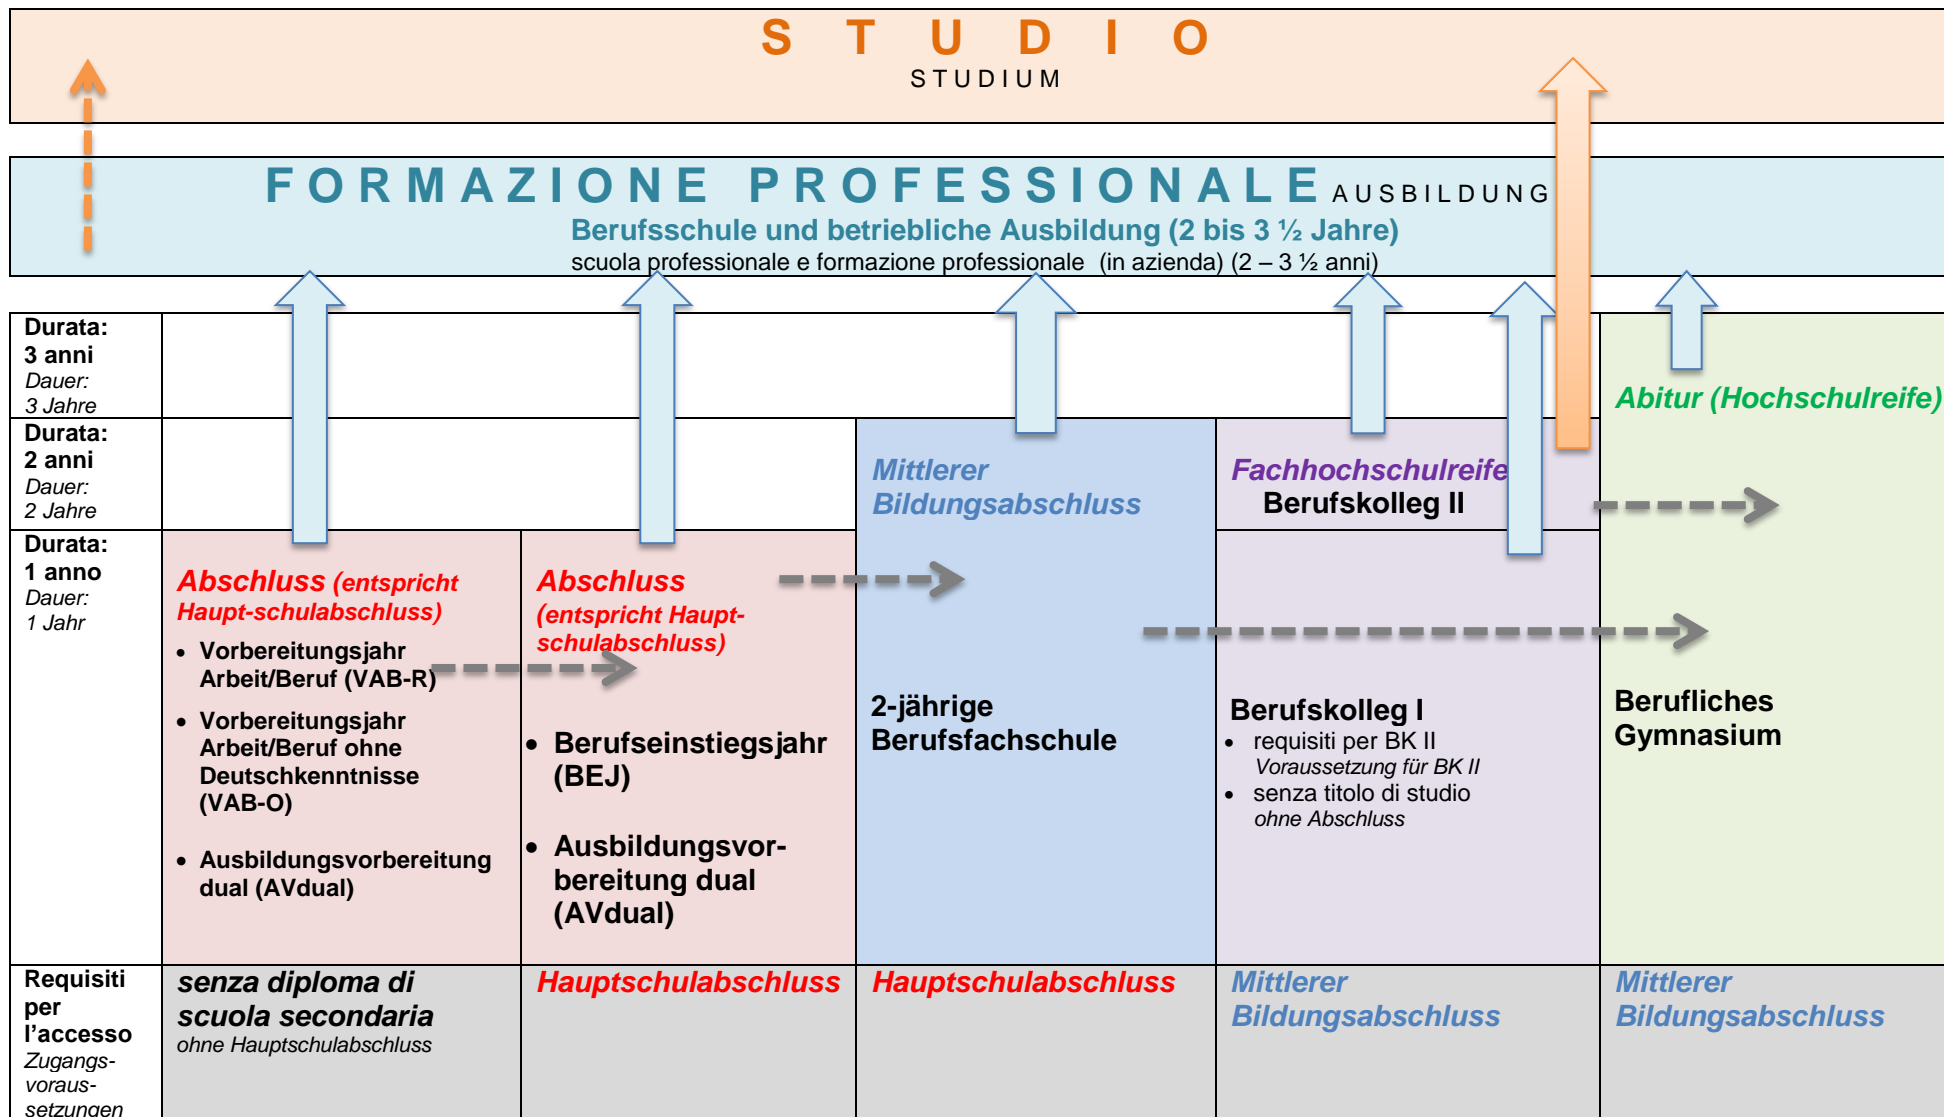 S T U D I O
S T U D I U M
F O R M A Z I O N E P R O F E S S I O N A L E A U S B I L D U N G
Berufsschule und betriebliche Ausbildung (2 bis 3 ½ Jahre)
scuola professionale e formazione professionale (in azienda) (2 – 3 ½ anni)
Durata:
3 anni
Dauer:
3 Jahre
Abitur (Hochschulreife)
Durata:
2 anni
Dauer:
2 Jahre
Mittlerer
Bildungsabschluss
Fachhochschulreife
Berufskolleg II
Durata:
1 anno
Dauer:
1 Jahr
Abschluss (entspricht
Haupt-schulabschluss)
• Vorbereitungsjahr
Arbeit/Beruf (VAB-R)
• Vorbereitungsjahr
Arbeit/Beruf ohne
Deutschkenntnisse
(VAB-O)
• Ausbildungsvorbereitung
dual (AVdual)
Abschluss
(entspricht Haupt-
schulabschluss)
• Berufseinstiegsjahr
(BEJ)
• Ausbildungsvor-
bereitung dual
(AVdual)
2-jährige
Berufsfachschule
Berufskolleg I
• requisiti per BK II
Voraussetzung für BK II
• senza titolo di studio
ohne Abschluss
Berufliches
Gymnasium
Requisiti
per
l’accesso
Zugangs-
voraus-
setzungen
senza diploma di
scuola secondaria
ohne Hauptschulabschluss
Hauptschulabschluss
Hauptschulabschluss
Mittlerer
Bildungsabschluss
Mittlerer
Bildungsabschluss